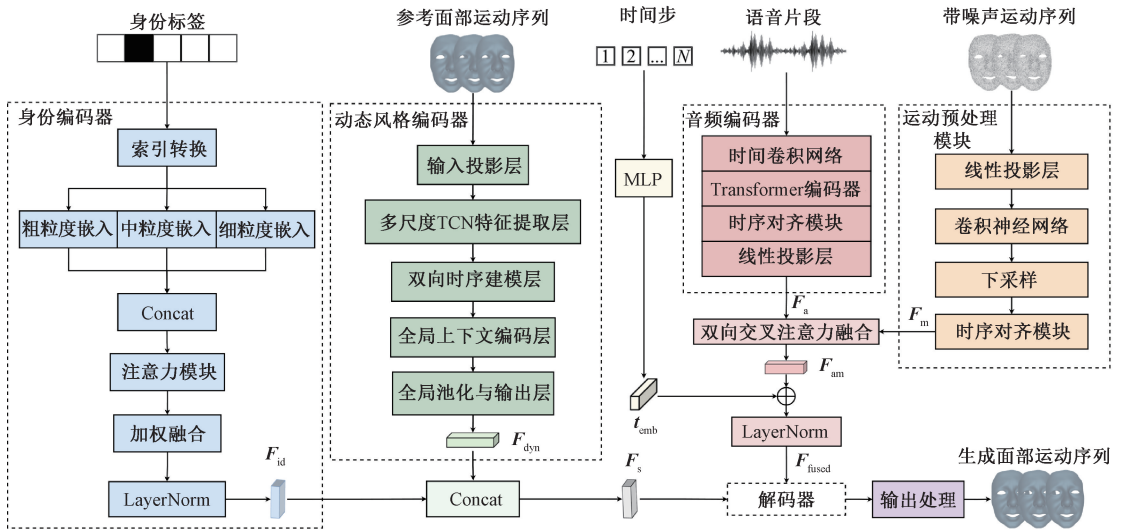 身份标签
参考面部运动序列
时间步
语音片段
带噪声运动序列
1 2 ... N
身份编码器
索引转换
粗粒度嵌入 中粒度嵌入 细粒度嵌入
Concat
注意力模块
加权融合
LayerNorm
F_id
动态风格编码器
输入投影层
多尺度TCN特征提取层
双向时序建模层
全局上下文编码层
全局池化与输出层
F_dyn
Concat
F_s
MLP
t_emb
音频编码器
时间卷积网络
Transformer编码器
时序对齐模块
线性投影层
F_a
双向交叉注意力融合
F_am
LayerNorm
F_fused
解码器
运动预处理
模块
线性投影层
卷积神经网络
下采样
时序对齐模块
F_m
输出处理
生成面部运动序列